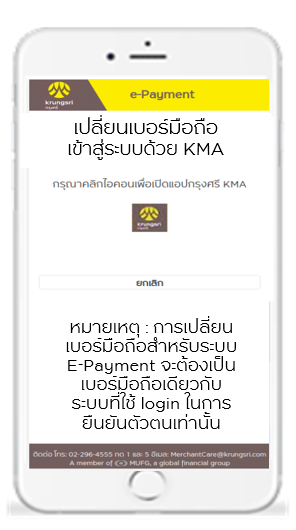 krungsri
กรุงศรี
e-Payment
เปลี่ยนเบอร์มือถือ
เข้าสู่ระบบด้วย KMA
กรุณาคลิกไอคอนเพื่อเปิดแอปกรุงศรี KMA
krungsri
กรุงศรี
ยกเลิก
หมายเหตุ : การเปลี่ยน
เบอร์มือถือสำหรับระบบ
E-Payment จะต้องเป็น
เบอร์มือถือเดียวกับ
ระบบที่ใช้ login ในการ
ยืนยันตัวตนเท่านั้น
ติดต่อ โทร: 02-296-4555 กด 1 และ 5 อีเมล: MerchantCare@krungsri.com
A member of MUFG, a global financial group